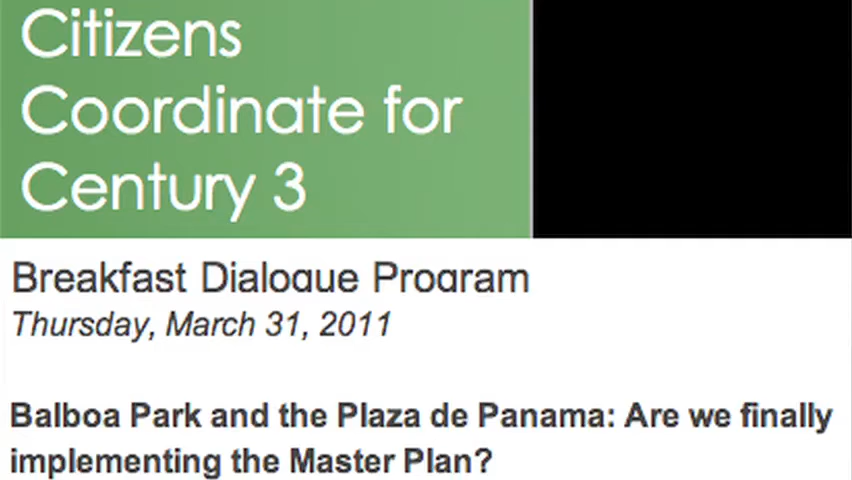 Citizens
Coordinate for
Century 3
Breakfast Dialogue Program
Thursday, March 31, 2011
Balboa Park and the Plaza de Panama: Are we finally
implementing the Master Plan?